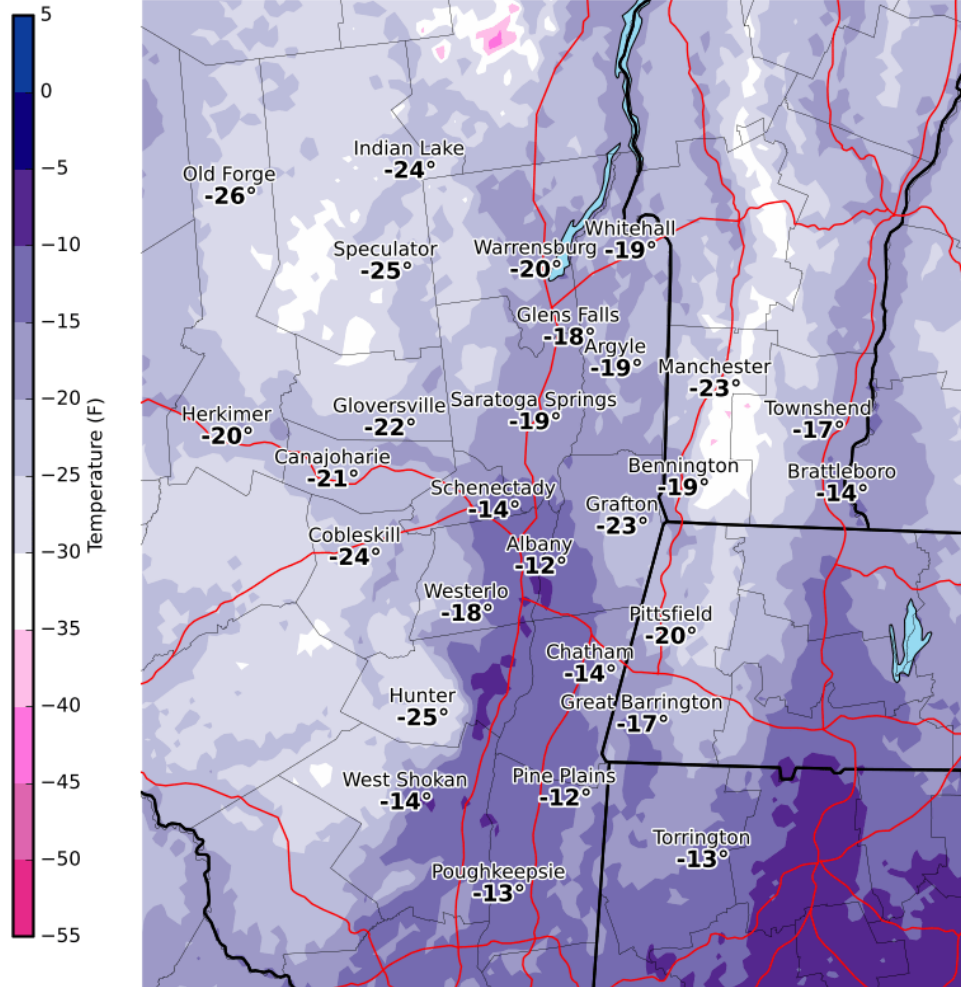 5
0
−5
−10
−15
−20
−25
−30
−35
−40
−45
−50
−55
Temperature (F)
Indian Lake
-24°
Old Forge
-26°
Whitehall
-19°
Speculator
-25°
Warrensburg
-20°
Glens Falls
-18°
Argyle
-19°
Manchester
-23°
Saratoga Springs
-19°
Gloversville
-22°
Townshend
-17°
Herkimer
-20°
Canajoharie
-21°
Bennington
-19°
Brattleboro
-14°
Schenectady
-14°
Grafton
-23°
Cobleskill
-24°
Albany
-12°
Westerlo
-18°
Pittsfield
-20°
Chatham
-14°
Hunter
-25°
Great Barrington
-17°
West Shokan
-14°
Pine Plains
-12°
Torrington
-13°
Poughkeepsie
-13°